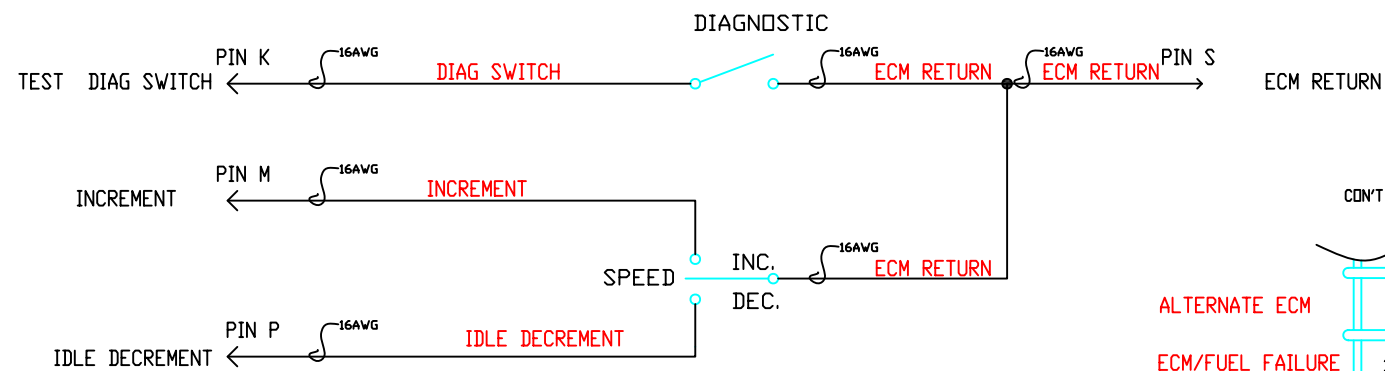 DIAGNOSTIC
PIN K 16AWG 16AWG 16AWG PIN S
TEST DIAG SWITCH DIAG SWITCH ECM RETURN ECM RETURN ECM RETURN
PIN M 16AWG
INCREMENT INCREMENT CON'T
16AWG
SPEED INC. ECM RETURN
DEC. ALTERNATE ECM
PIN P 16AWG
IDLE DECREMENT IDLE DECREMENT ECM/FUEL FAILURE